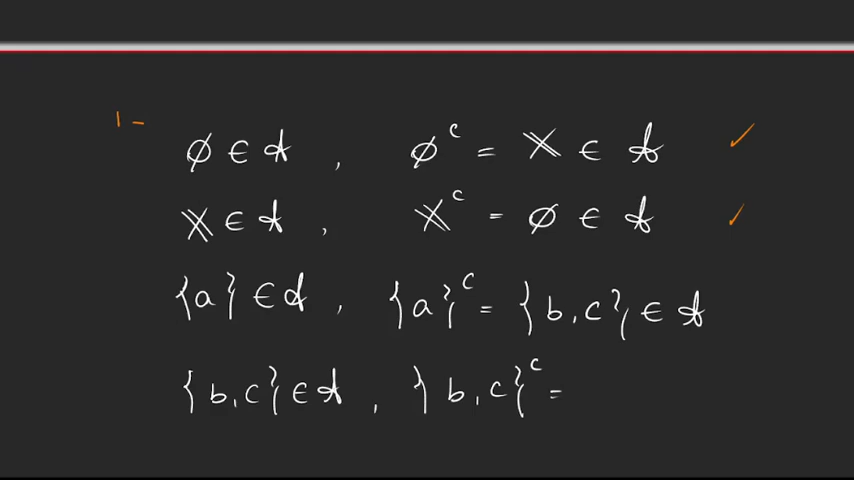 1-
∅ ∈ 𝒜 , ∅ᶜ = 𝕏 ∈ 𝒜 ✓
𝕏 ∈ 𝒜 , 𝕏ᶜ = ∅ ∈ 𝒜 ✓
{a} ∈ 𝒜 , {a}ᶜ = {b,c} ∈ 𝒜
{b,c} ∈ 𝒜 , {b,c}ᶜ =